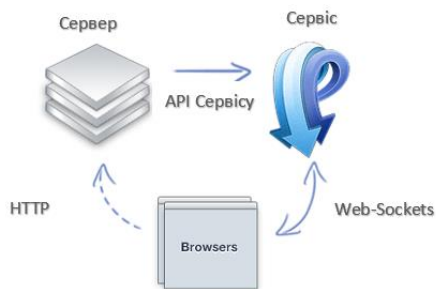 Сервер
Сервіс
API Сервісу
HTTP
Web-Sockets
Browsers